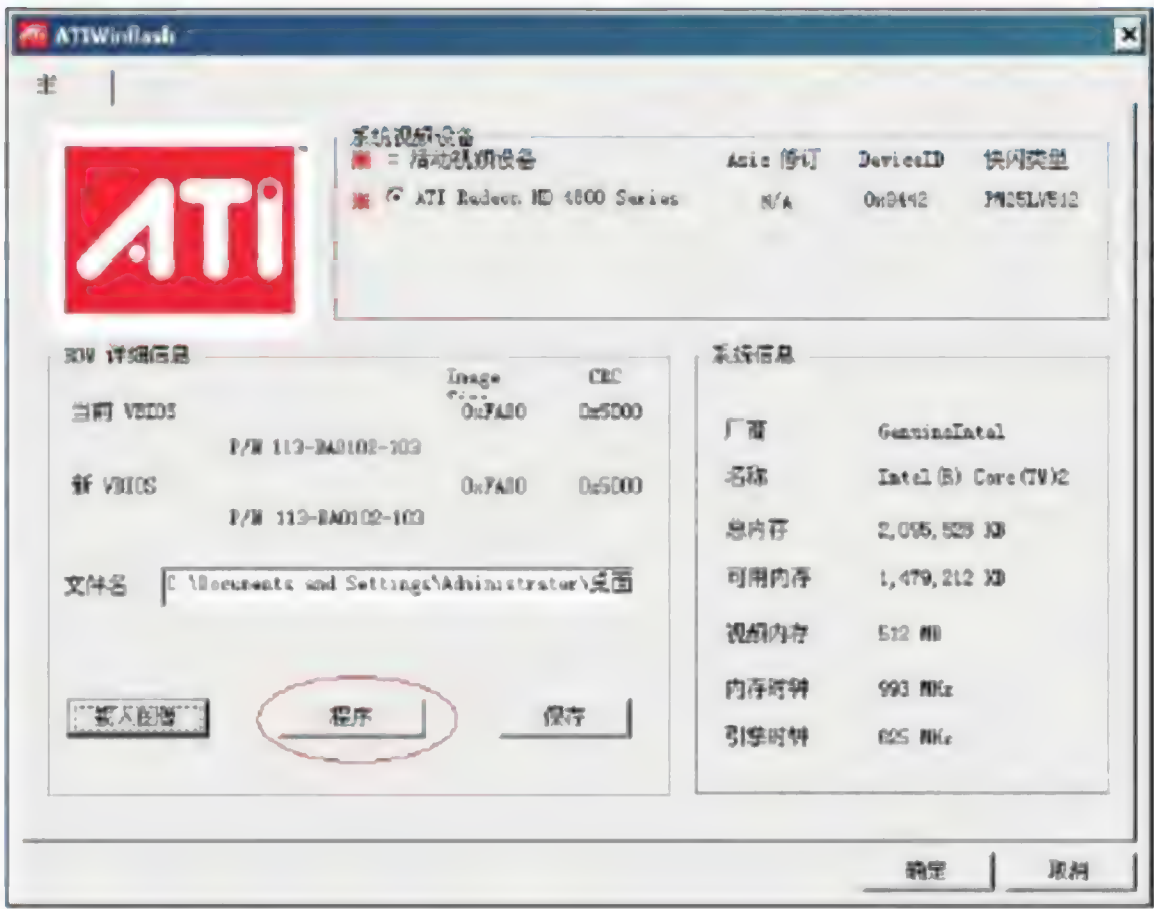 ATIWinflash
主
ATI
系统视频设备
= 活动视频设备 Asic 修订 DeviceID 快闪类型
ATI Radeon HD 4800 Series N/A 0x9442 PM25LV512
ROM 详细信息
Image CRC
当前 VBIOS 0xFA00 0x5D00
P/N 113-BA0102-103
新 VBIOS 0xFA00 0x5D00
P/N 113-BA0102-103
文件名 C:\Documents and Settings\Administrator\桌面
载入图像 程序 保存
系统信息
厂商 GenuineIntel
名称 Intel(R) Core(TM)2
总内存 KB
可用内存 1,479,212 KB
视频内存 512 MB
内存时钟 993 MHz
引擎时钟 625 MHz
确定 取消